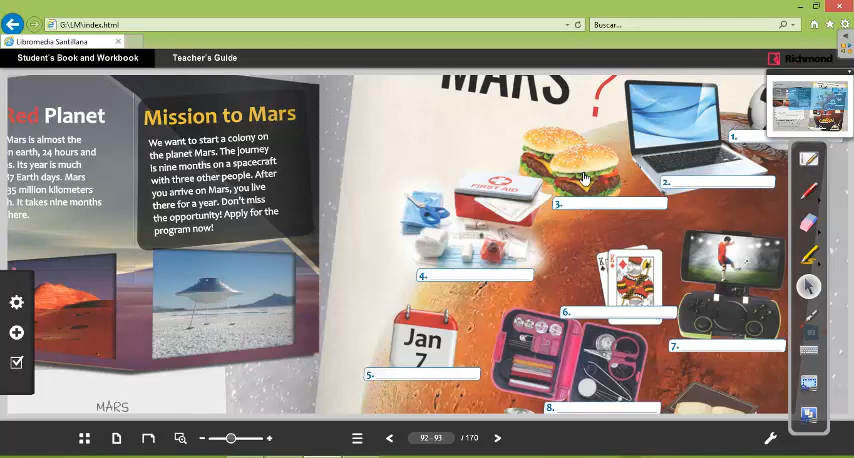 G:\LM\index.html
Buscar...
Libromedia Santillana
Student's Book and Workbook
Teacher's Guide
Richmond
Red Planet
Mars is almost the
n earth, 24 hours and
s. Its year is much
7 Earth days. Mars
35 million kilometers
h. It takes nine months
here.
Mission to Mars
We want to start a colony on
the planet Mars. The journey
is nine months on a spacecraft
with three other people. After
you arrive on Mars, you live
there for a year. Don't miss
the opportunity! Apply for the
program now!
MARS
MARS ?
1.
2.
3.
FIRST AID
4.
Jan
7
5.
6.
7.
8.
92 - 93
/ 170